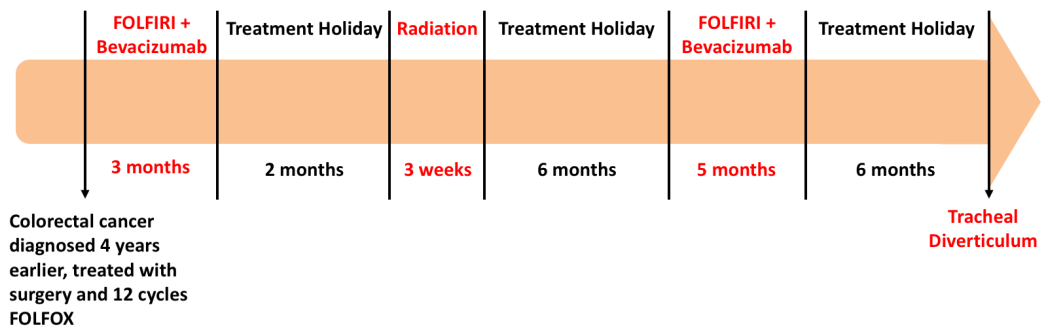 FOLFIRI +
Bevacizumab
Treatment Holiday
Radiation
Treatment Holiday
FOLFIRI +
Bevacizumab
Treatment Holiday
3 months
2 months
3 weeks
6 months
5 months
6 months
Colorectal cancer
diagnosed 4 years
earlier, treated with
surgery and 12 cycles
FOLFOX
Tracheal
Diverticulum